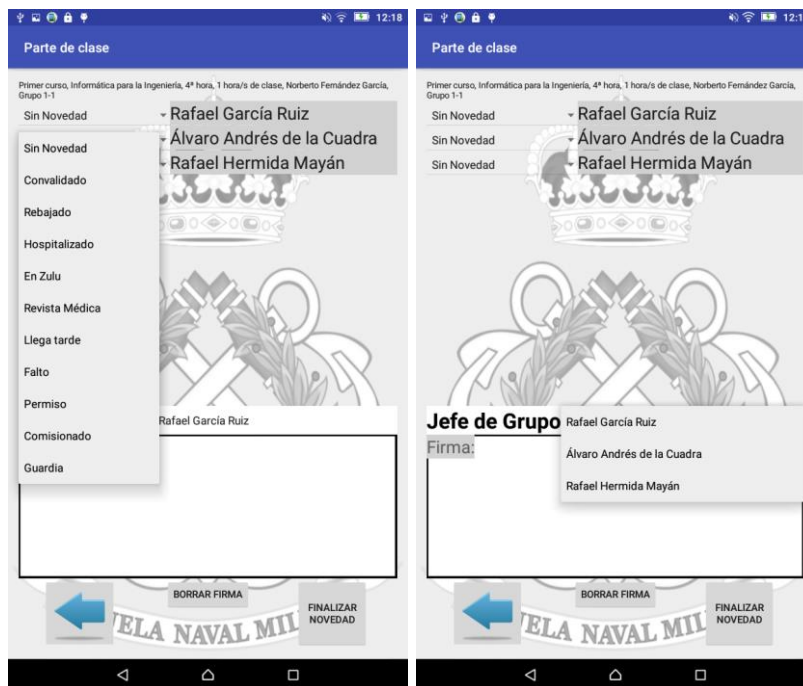 12:18
Parte de clase
Primer curso, Informática para la Ingeniería, 4ª hora, 1 hora/s de clase, Norberto Fernández García,
Grupo 1-1
Sin Novedad Rafael García Ruiz
Álvaro Andrés de la Cuadra
Rafael Hermida Mayán
Sin Novedad
Convalidado
Rebajado
Hospitalizado
En Zulu
Revista Médica
Llega tarde
Falto
Permiso
Comisionado
Guardia
Rafael García Ruiz
BORRAR FIRMA
FINALIZAR
NOVEDAD
ELA NAVAL MIL
12:1
Parte de clase
Primer curso, Informática para la Ingeniería, 4ª hora, 1 hora/s de clase, Norberto Fernández García,
Grupo 1-1
Sin Novedad Rafael García Ruiz
Sin Novedad Álvaro Andrés de la Cuadra
Sin Novedad Rafael Hermida Mayán
Jefe de Grupo
Firma:
Rafael García Ruiz
Álvaro Andrés de la Cuadra
Rafael Hermida Mayán
BORRAR FIRMA
FINALIZAR
NOVEDAD
ELA NAVAL MIL